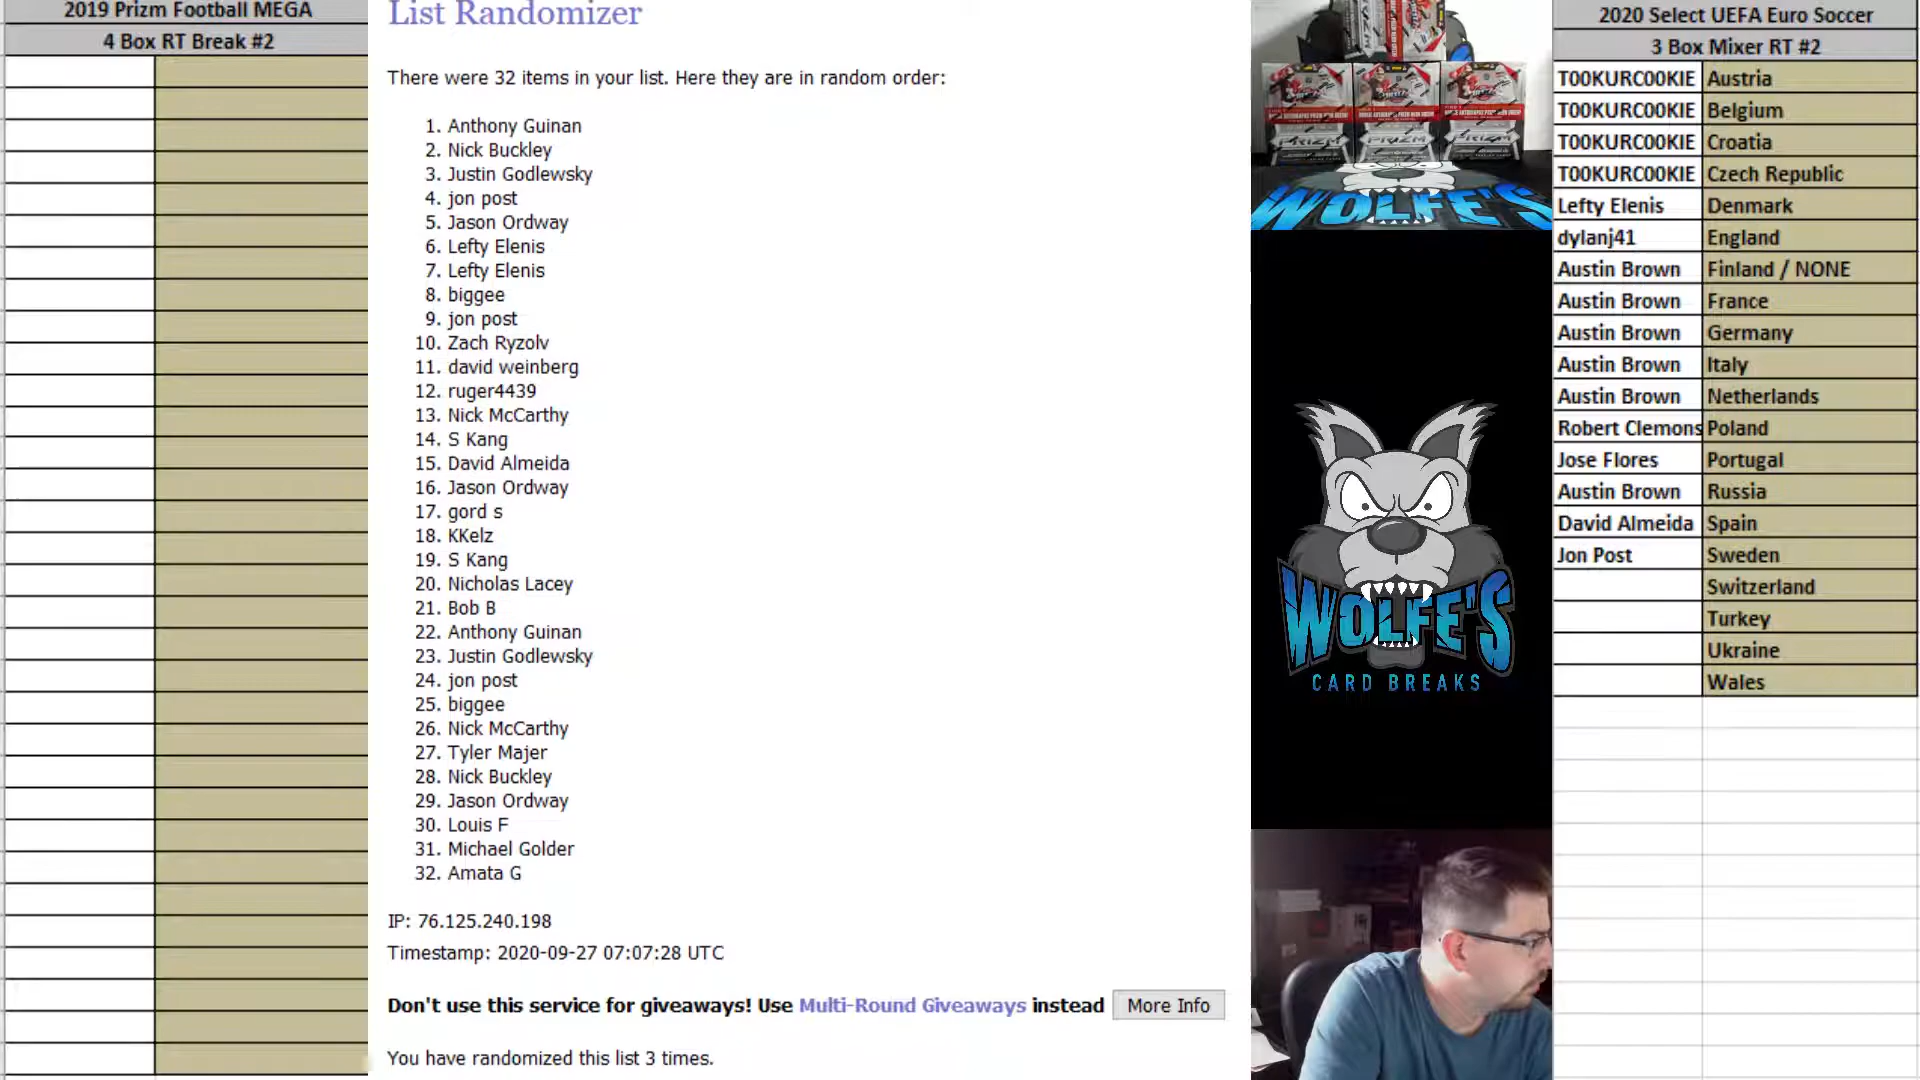 2019 Prizm Football MEGA
4 Box RT Break #2
List Randomizer
There were 32 items in your list. Here they are in random order:
1. Anthony Guinan
2. Nick Buckley
3. Justin Godlewsky
4. jon post
5. Jason Ordway
6. Lefty Elenis
7. Lefty Elenis
8. biggee
9. jon post
10. Zach Ryzolv
11. david weinberg
12. ruger4439
13. Nick McCarthy
14. S Kang
15. David Almeida
16. Jason Ordway
17. gord s
18. KKelz
19. S Kang
20. Nicholas Lacey
21. Bob B
22. Anthony Guinan
23. Justin Godlewsky
24. jon post
25. biggee
26. Nick McCarthy
27. Tyler Majer
28. Nick Buckley
29. Jason Ordway
30. Louis F
31. Michael Golder
32. Amata G
IP: 76.125.240.198
Timestamp: 2020-09-27 07:07:28 UTC
Don't use this service for giveaways! Use Multi-Round Giveaways instead More Info
You have randomized this list 3 times.
PRIZM PRIZM PRIZM
WOLFE'S
WOLFE'S
CARD BREAKS
2020 Select UEFA Euro Soccer
3 Box Mixer RT #2
T00KURC00KIE Austria
T00KURC00KIE Belgium
T00KURC00KIE Croatia
T00KURC00KIE Czech Republic
Lefty Elenis Denmark
dylanj41 England
Austin Brown Finland / NONE
Austin Brown France
Austin Brown Germany
Austin Brown Italy
Austin Brown Netherlands
Robert Clemons Poland
Jose Flores Portugal
Austin Brown Russia
David Almeida Spain
Jon Post Sweden
Switzerland
Turkey
Ukraine
Wales